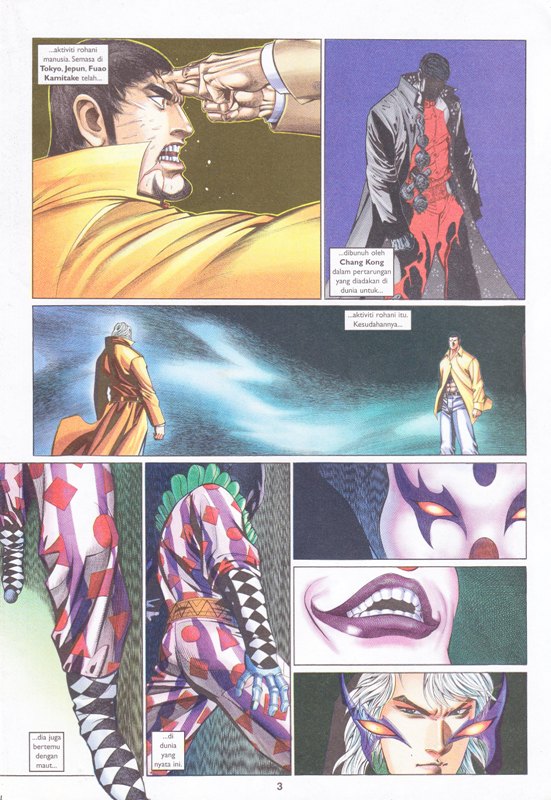 ...aktiviti rohani
manusia. Semasa di
Tokyo, Jepun, Fuao
Kamitake telah...
...dibunuh oleh
Chang Kong
dalam pertarungan
yang diadakan di
dunia untuk...
...aktiviti rohani itu.
Kesudahannya...
...dia juga
bertemu
dengan
maut...
...di
dunia
yang
nyata ini.
3